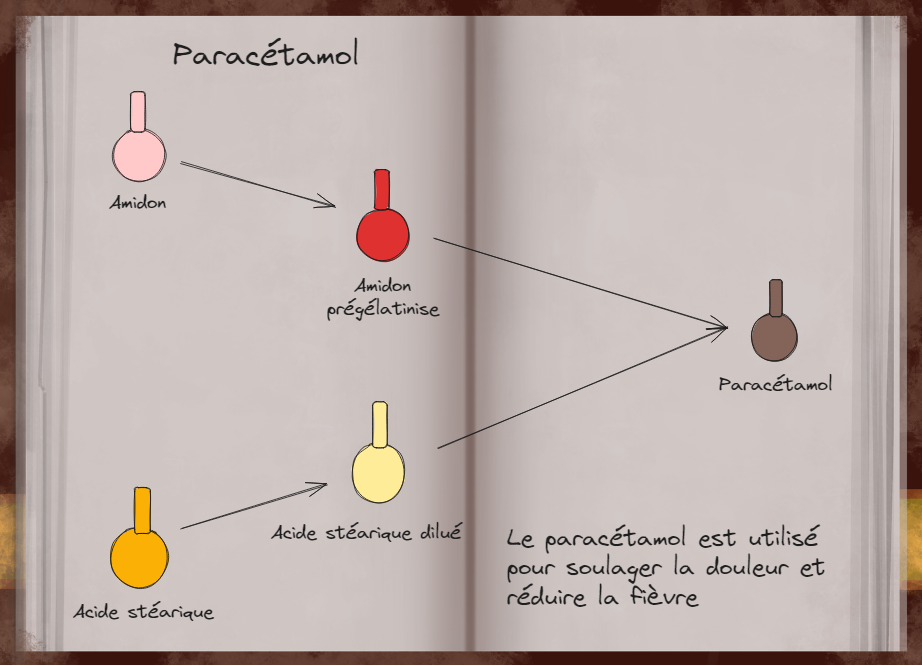 Paracétamol
Amidon
Amidon
prégélatinise
Paracétamol
Acide stéarique dilué
Acide stéarique
Le paracétamol est utilisé
pour soulager la douleur et
réduire la fièvre